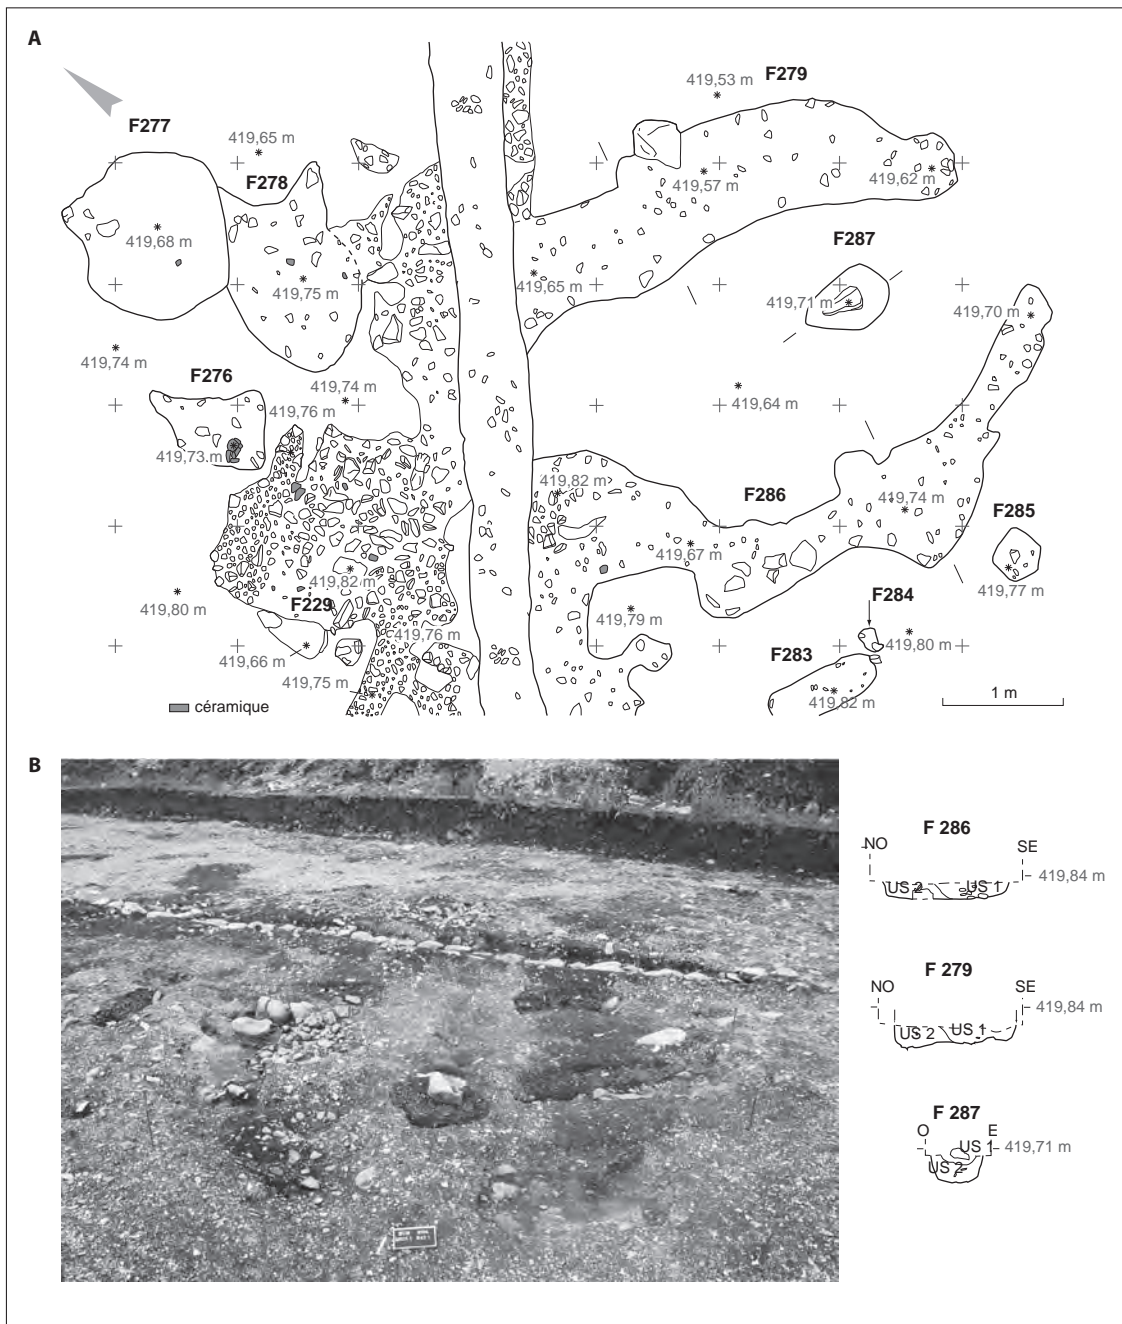 A
F277
419,65 m
F278
419,68 m
419,75 m
419,74 m
F276
419,74 m
419,76 m
419,73 m
419,82 m
419,80 m
F229
419,66 m
419,75 m
419,76 m
céramique
419,53 m
F279
419,57 m
419,62 m
F287
419,65 m
419,71 m
419,70 m
419,64 m
419,82 m
F286
419,74 m
F285
419,67 m
419,77 m
F284
419,79 m
419,80 m
F283
419,82 m
1 m
B
F 286
NO
SE
US 2
US 1
419,84 m
F 279
NO
SE
US 2
US 1
419,84 m
F 287
O
E
US 1
US 2
419,71 m